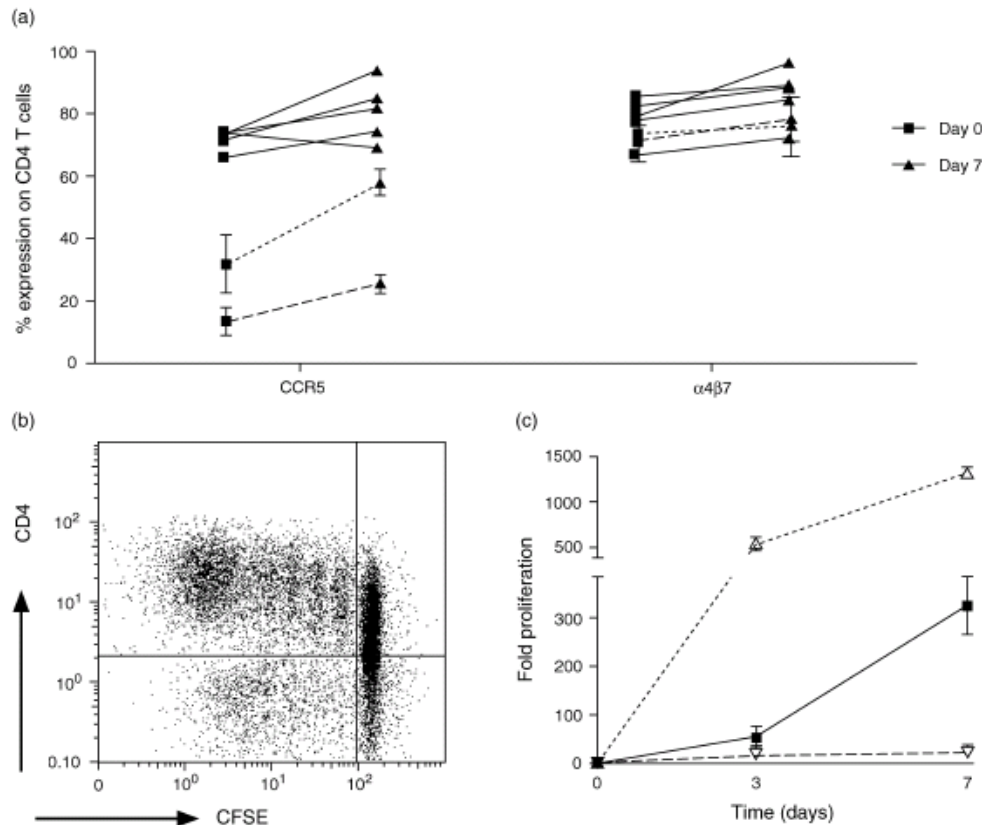 (a)
100
80
60
40
20
0
% expression on CD4 T cells
CCR5
α4β7
Day 0
Day 7
(b)
CD4
10²
10¹
10⁰
0.10
0
10⁰
10¹
10²
CFSE
(c)
1500
1000
500
300
200
100
0
Fold proliferation
0
3
7
Time (days)